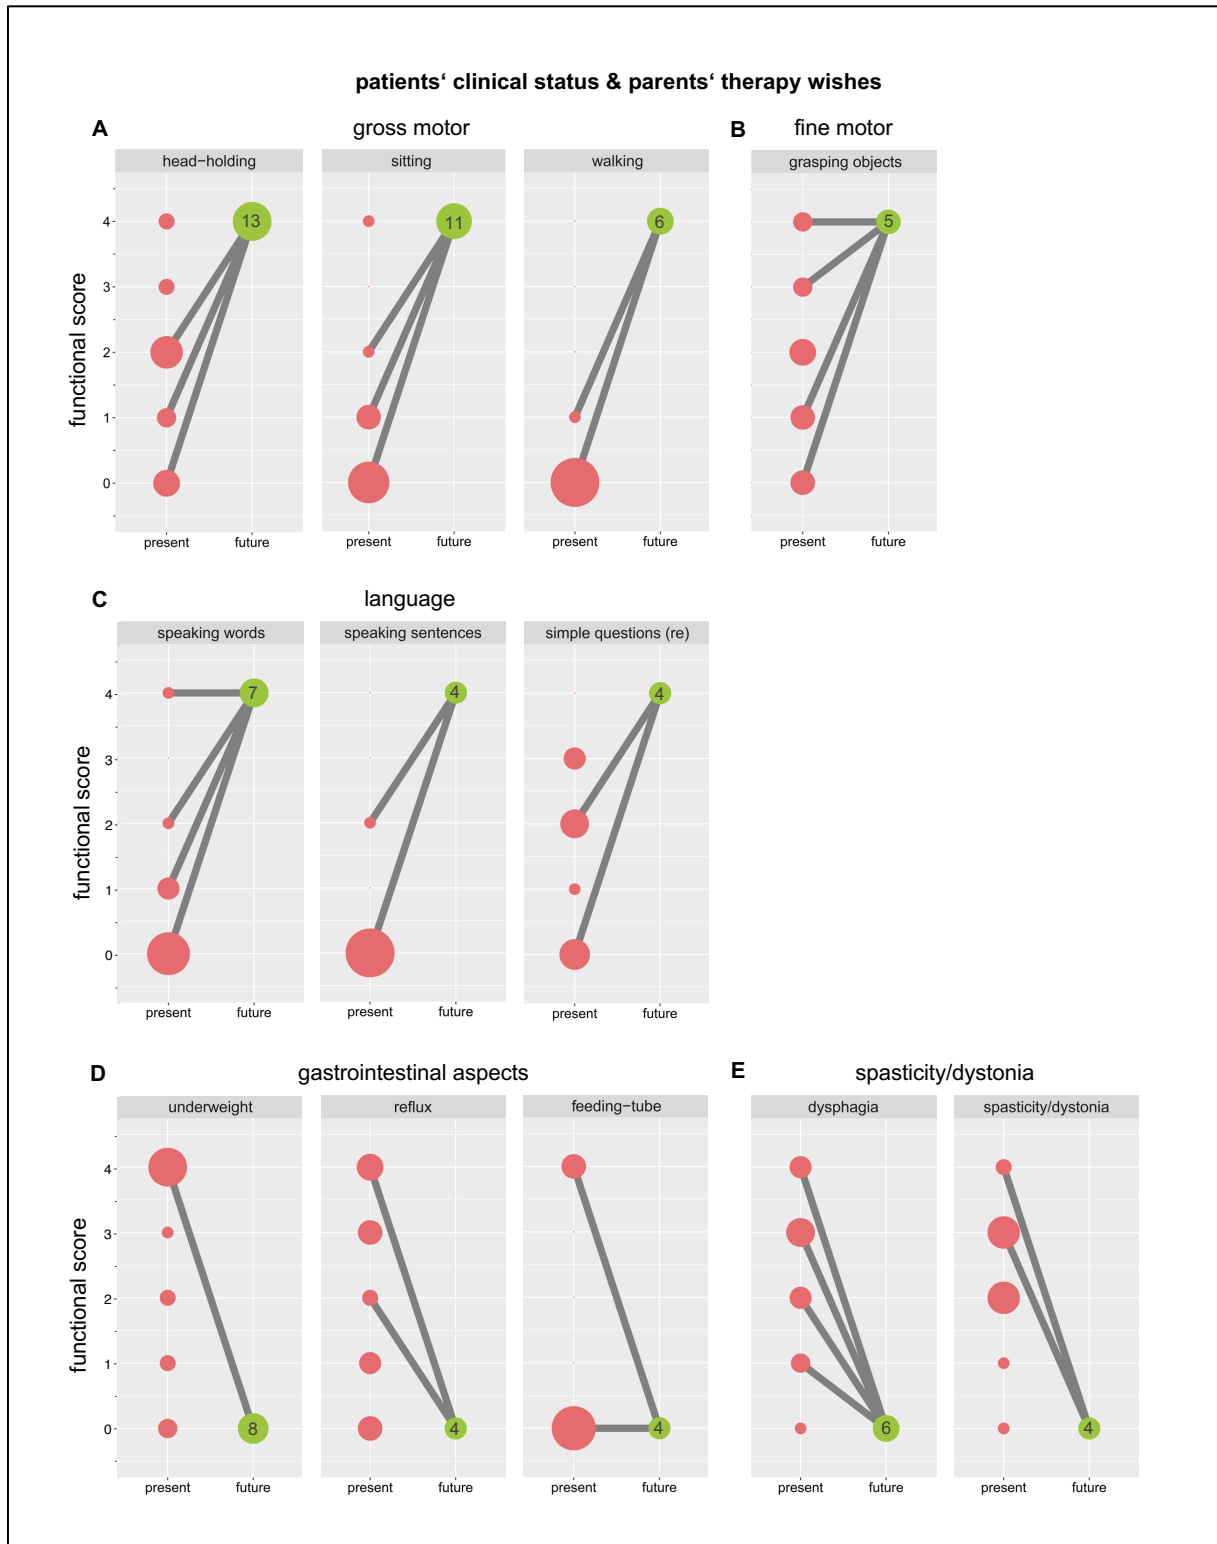 patients‘ clinical status & parents‘ therapy wishes
A gross motor B fine motor
head−holding sitting walking grasping objects
functional score
4 13 11 6 5
3
2
1
0
present future present future present future present future
C language
speaking words speaking sentences simple questions (re)
functional score
4 7 4 4
3
2
1
0
present future present future present future
D gastrointestinal aspects E spasticity/dystonia
underweight reflux feeding−tube dysphagia spasticity/dystonia
functional score
4
3
2
1
0 8 4 4 6 4
present future present future present future present future present future